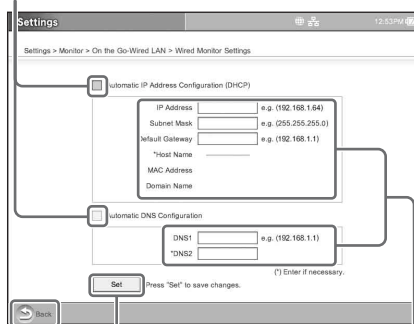 Settings
12:53PM
Settings > Monitor > On the Go-Wired LAN > Wired Monitor Settings
utomatic IP Address Configuration (DHCP)
IP Address e.g. (192.168.1.64)
Subnet Mask e.g. (255.255.255.0)
Default Gateway e.g. (192.168.1.1)
*Host Name
MAC Address
Domain Name
utomatic DNS Configuration
DNS1 e.g. (192.168.1.1)
*DNS2
(*) Enter if necessary.
Set Press "Set" to save changes.
Back